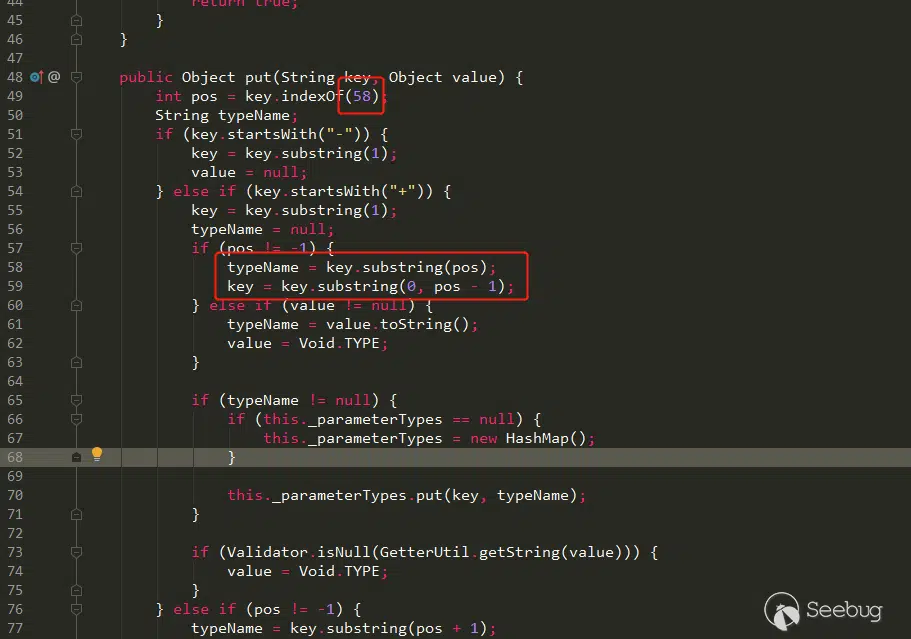 44 return true;
45 }
46 }
47
48 @ public Object put(String key, Object value) {
49 int pos = key.indexOf(58);
50 String typeName;
51 if (key.startsWith("-")) {
52 key = key.substring(1);
53 value = null;
54 } else if (key.startsWith("+")) {
55 key = key.substring(1);
56 typeName = null;
57 if (pos != -1) {
58 typeName = key.substring(pos);
59 key = key.substring(0, pos - 1);
60 } else if (value != null) {
61 typeName = value.toString();
62 value = Void.TYPE;
63 }
64
65 if (typeName != null) {
66 if (this._parameterTypes == null) {
67 this._parameterTypes = new HashMap();
68 }
69
70 this._parameterTypes.put(key, typeName);
71 }
72
73 if (Validator.isNull(GetterUtil.getString(value))) {
74 value = Void.TYPE;
75 }
76 } else if (pos != -1) {
77 typeName = key.substring(pos + 1);
Seebug